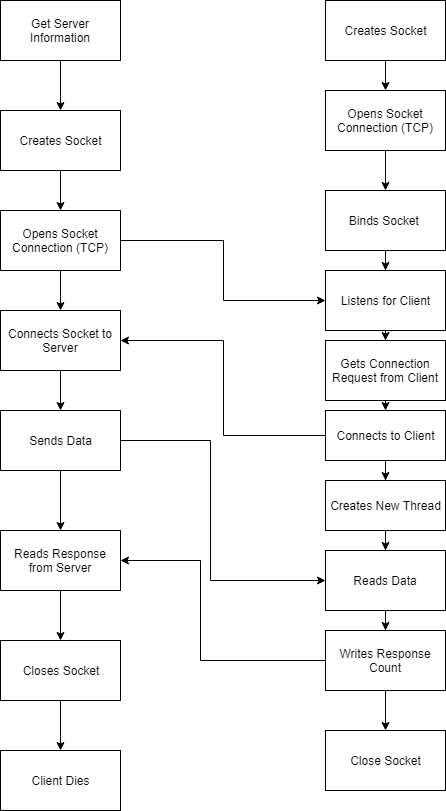 Get Server
Information
Creates Socket
Opens Socket
Connection (TCP)
Connects Socket to
Server
Sends Data
Reads Response
from Server
Closes Socket
Client Dies
Creates Socket
Opens Socket
Connection (TCP)
Binds Socket
Listens for Client
Gets Connection
Request from Client
Connects to Client
Creates New Thread
Reads Data
Writes Response
Count
Close Socket